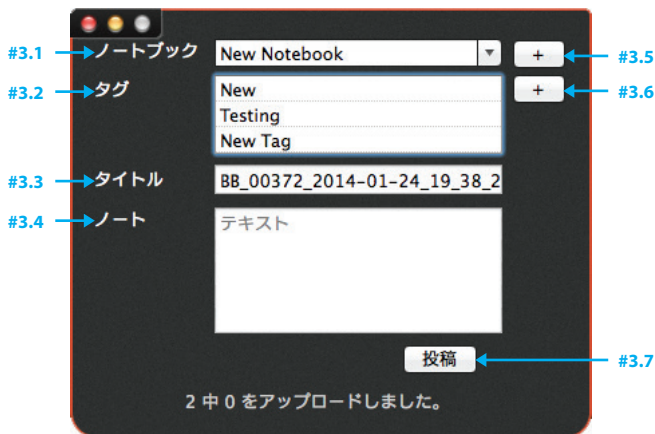 #3.1 ノートブック New Notebook + #3.5
#3.2 タグ New + #3.6
Testing
New Tag
#3.3 タイトル BB_00372_2014-01-24_19_38_2
#3.4 ノート テキスト
投稿 #3.7
2 中 0 をアップロードしました。